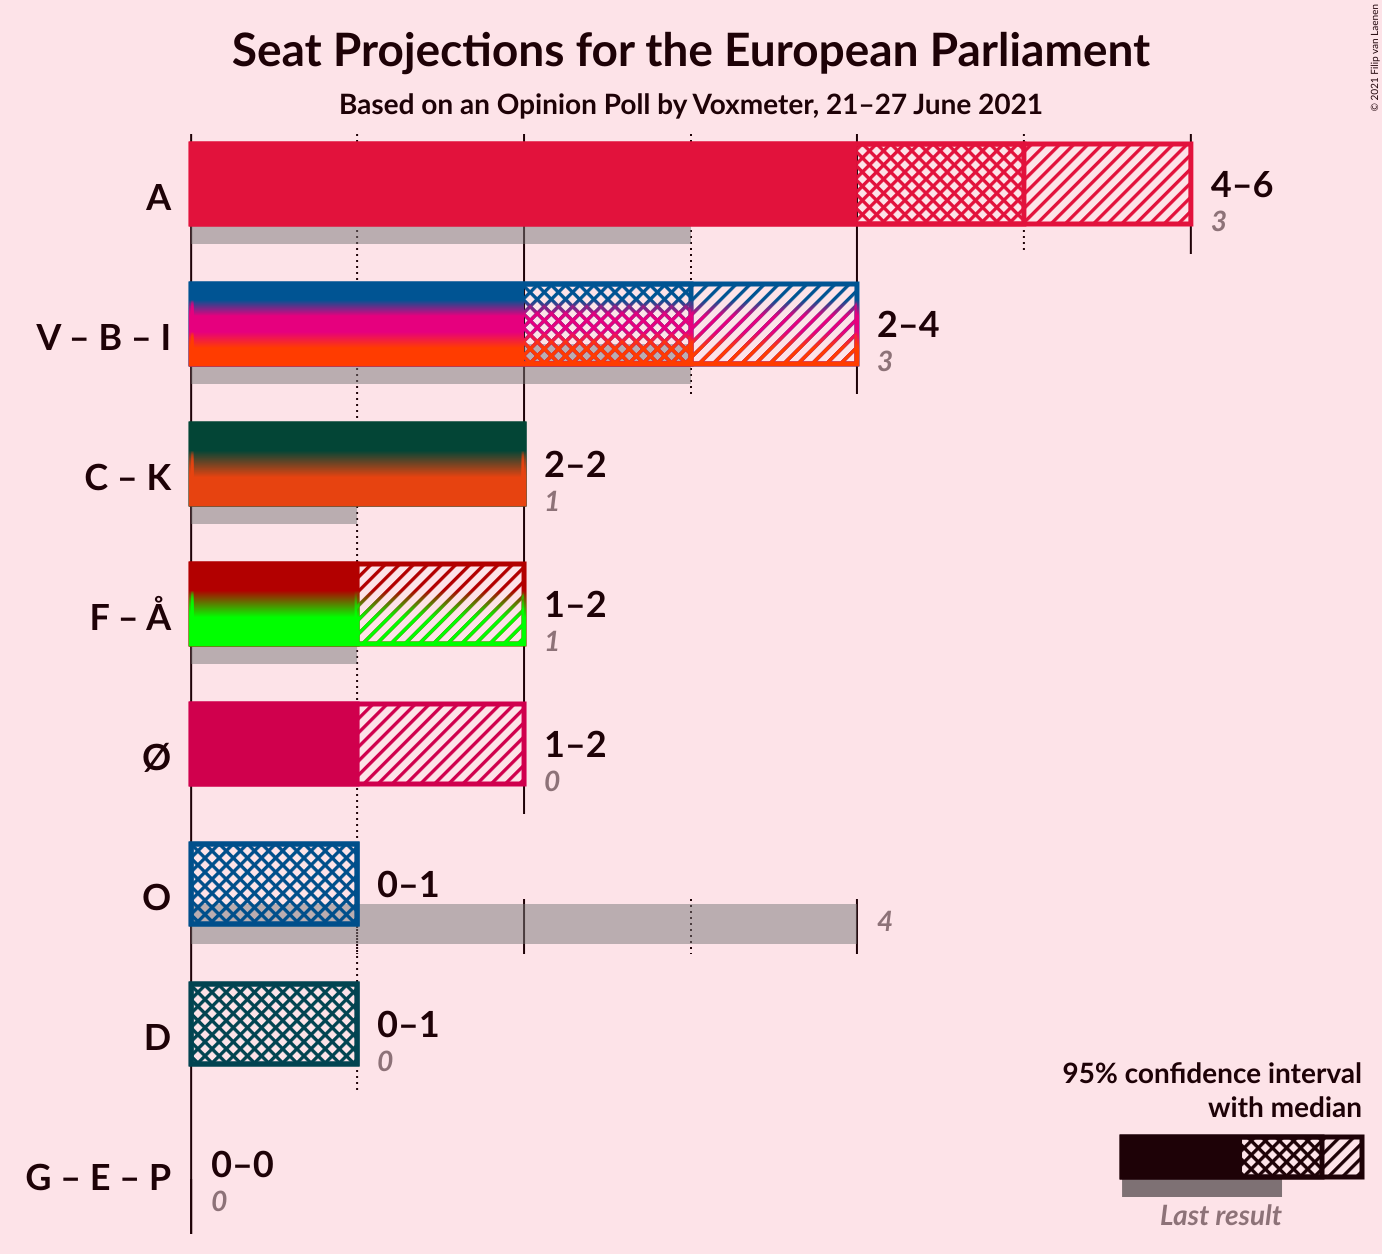 Seat Projections for the European Parliament
Based on an Opinion Poll by Voxmeter, 21–27 June 2021
© 2021 Filip van Laenen
A
4–6
3
V – B – I
2–4
3
C – K
2–2
1
F – Å
1–2
1
Ø
1–2
0
O
0–1
4
D
0–1
0
G – E – P
0–0
0
95% confidence interval
with median
Last result